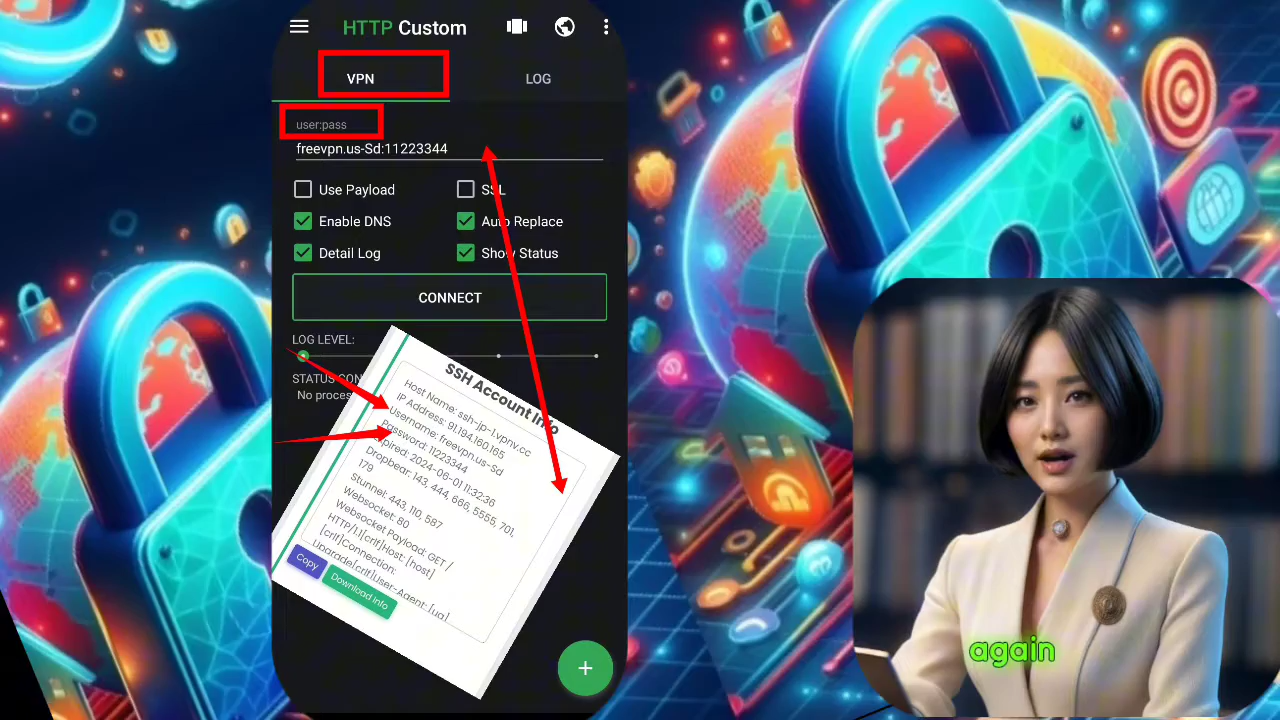 HTTP Custom
VPN
LOG
user:pass
freevpn.us-Sd:11223344
Use Payload
SSL
Enable DNS
Auto Replace
Detail Log
Show Status
CONNECT
LOG LEVEL:
STATUS CON
No proces
SSH Account Info
Host Name: ssh-jp-1.vpnv.cc
IP Address: 91.184.160.165
Username: freevpn.us-Sd
Password: 11223344
Expired: 2024-06-01 11:32:36
Dropbear: 143, 444, 666, 5555, 701,
179
Stunnel: 443, 110, 587
Websocket: 80
Websocket Payload: GET /
HTTP/1.1[crlf]Host: [host]
[crlf]Connection:
Upgrade[crlf]User-Agent: [ua]
Copy
Download Info
again